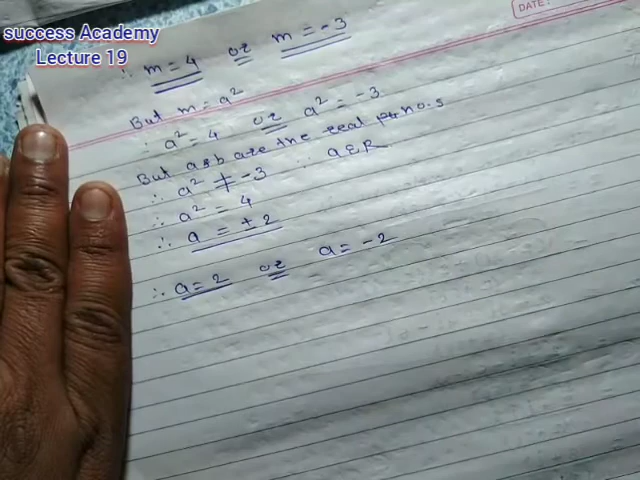 success Academy
Lecture 19
DATE:
∴ m = 4 or m = -3
But m = a²
∴ a² = 4 or a² = -3
But a & b are the real no.s
∴ a² ≠ -3 ∵ a ∈ R
∴ a² = 4
∴ a = ± 2
∴ a = 2 or a = -2